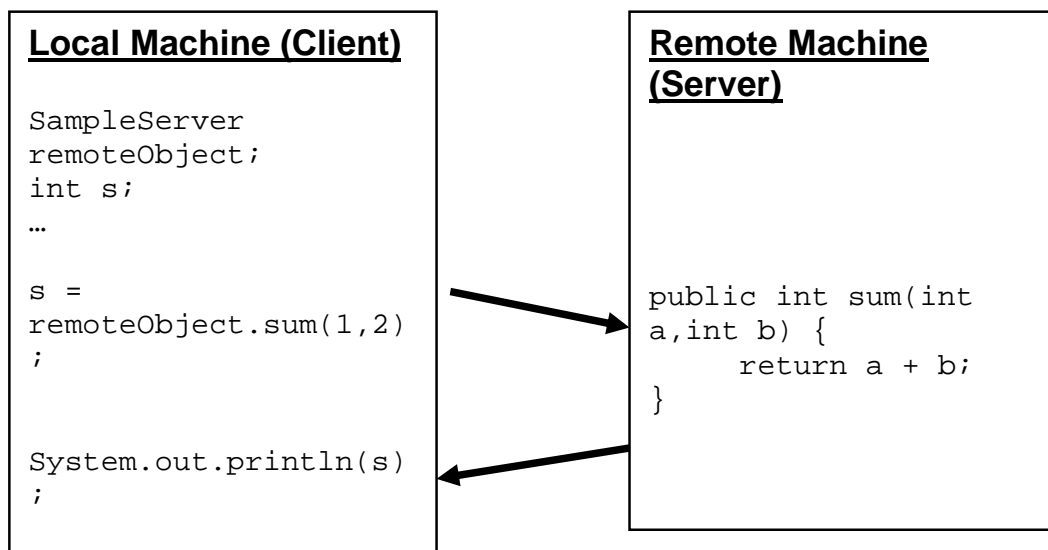 Local Machine (Client)
SampleServer
remoteObject;
int s;
…
s =
remoteObject.sum(1,2)
;
System.out.println(s)
;
Remote Machine
(Server)
public int sum(int
a,int b) {
return a + b;
}